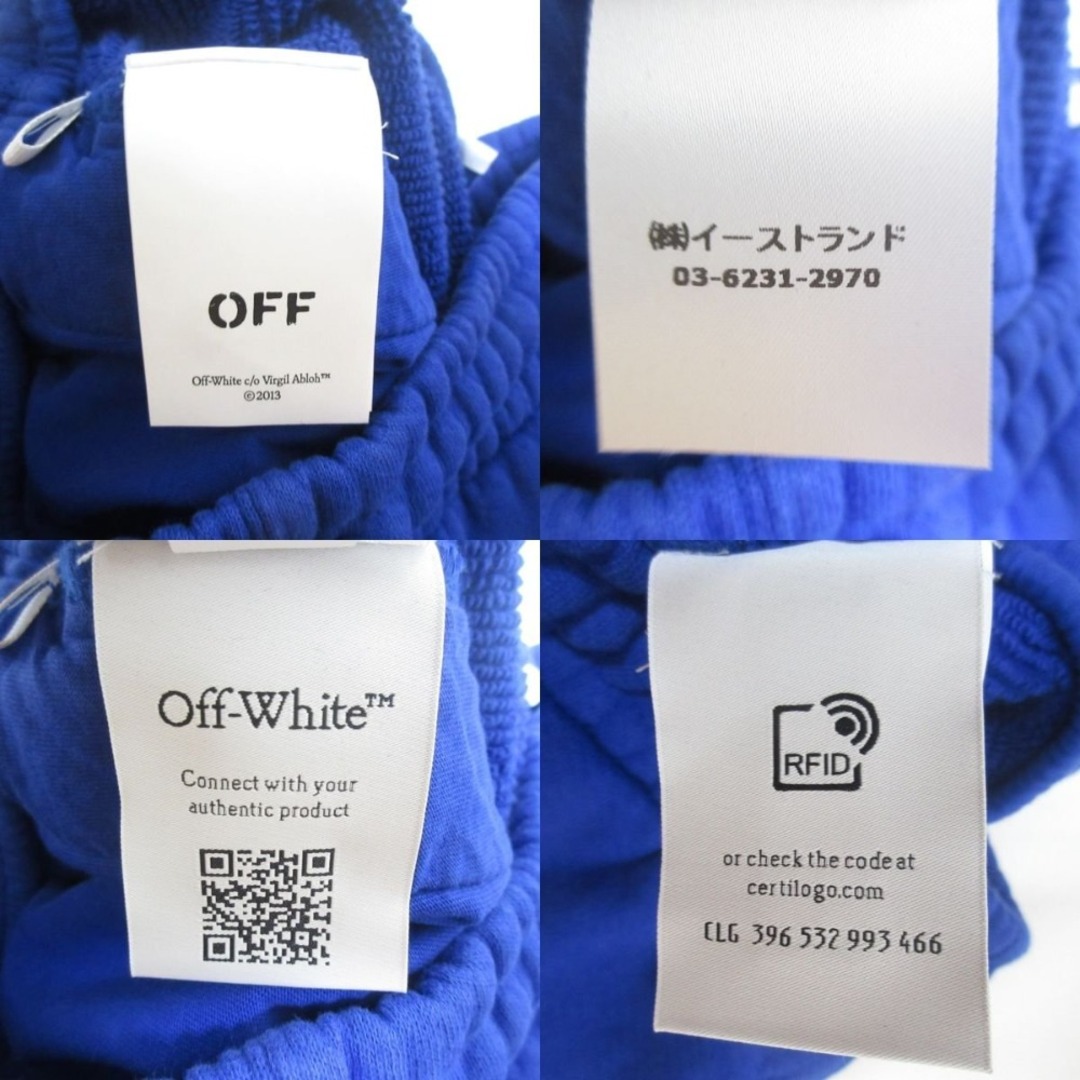 OFF
Off-White c/o Virgil Abloh™
©2013
㈱イーストランド
03-6231-2970
Off-White™
Connect with your
authentic product
RFID
or check the code at
certilogo.com
CLG 396 532 993 466